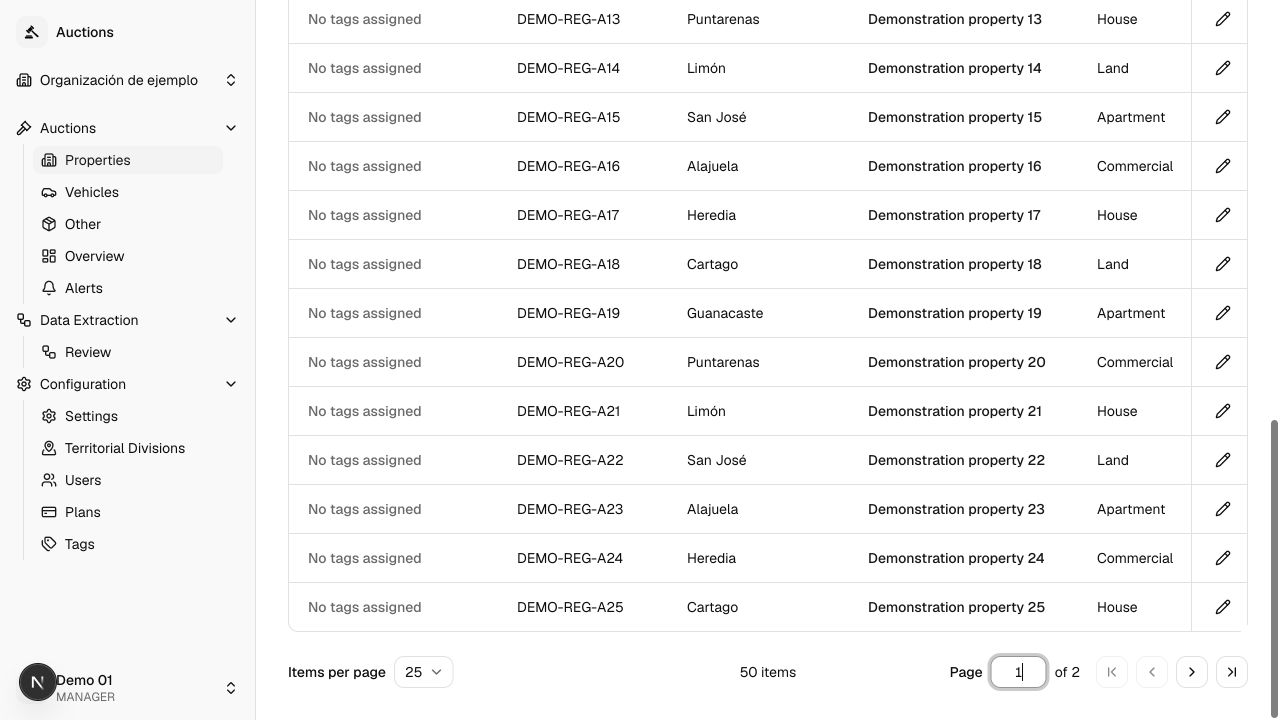 Auctions
Organización de ejemplo
Auctions
Properties
Vehicles
Other
Overview
Alerts
Data Extraction
Review
Configuration
Settings
Territorial Divisions
Users
Plans
Tags
N
Demo 01
MANAGER
No tags assigned DEMO-REG-A13 Puntarenas Demonstration property 13 House
No tags assigned DEMO-REG-A14 Limón Demonstration property 14 Land
No tags assigned DEMO-REG-A15 San José Demonstration property 15 Apartment
No tags assigned DEMO-REG-A16 Alajuela Demonstration property 16 Commercial
No tags assigned DEMO-REG-A17 Heredia Demonstration property 17 House
No tags assigned DEMO-REG-A18 Cartago Demonstration property 18 Land
No tags assigned DEMO-REG-A19 Guanacaste Demonstration property 19 Apartment
No tags assigned DEMO-REG-A20 Puntarenas Demonstration property 20 Commercial
No tags assigned DEMO-REG-A21 Limón Demonstration property 21 House
No tags assigned DEMO-REG-A22 San José Demonstration property 22 Land
No tags assigned DEMO-REG-A23 Alajuela Demonstration property 23 Apartment
No tags assigned DEMO-REG-A24 Heredia Demonstration property 24 Commercial
No tags assigned DEMO-REG-A25 Cartago Demonstration property 25 House
Items per page 25 50 items Page 1 of 2